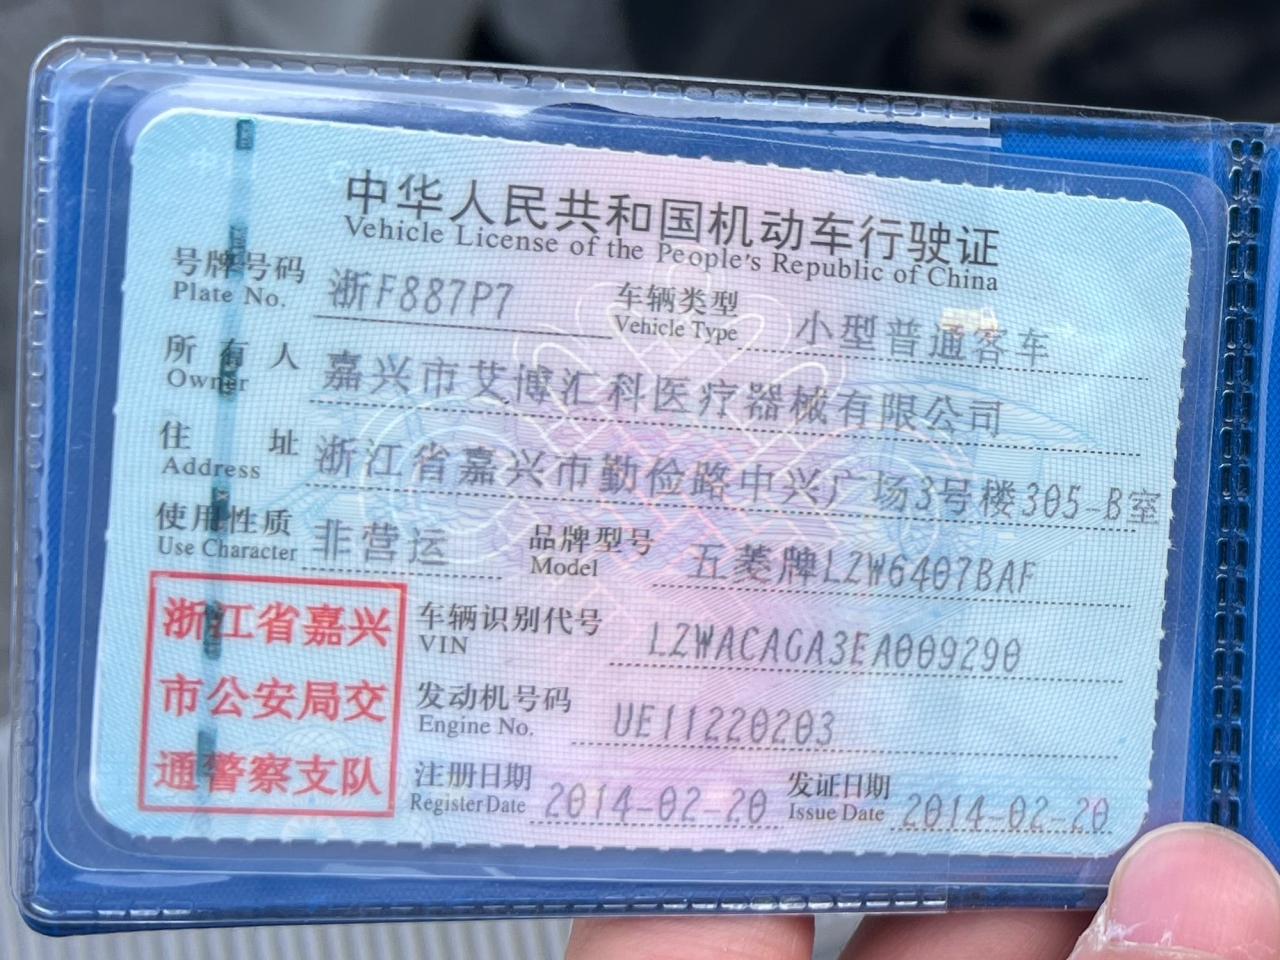 中华人民共和国机动车行驶证
Vehicle License of the People's Republic of China
号牌号码 浙F887P7 车辆类型 小型普通客车
Plate No. Vehicle Type
所有人 嘉兴市艾博汇科医疗器械有限公司
Owner
住址 浙江省嘉兴市勤俭路中兴广场3号楼305-B室
Address
使用性质 非营运 品牌型号 五菱牌LZW6407BAF
Use Character Model
浙江省嘉兴
市公安局交
通警察支队
车辆识别代号 LZWACAGA3EA009290
VIN
发动机号码 UE11220203
Engine No.
注册日期 2014-02-20 发证日期 2014-02-20
Register Date Issue Date